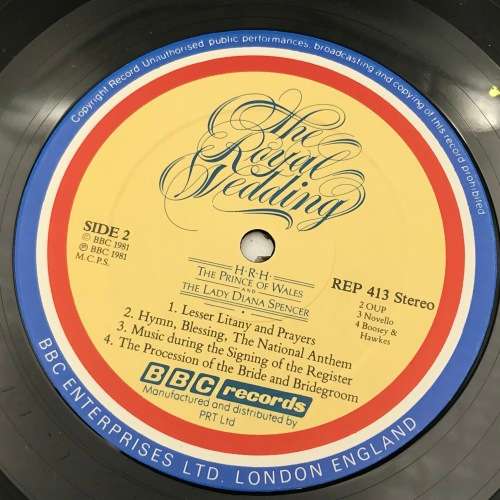 Copyright Record Unauthorised public performances, broadcasting and copying of this record prohibited
The
Royal
Wedding
SIDE 2
© BBC 1981
℗ BBC 1981
M.C.P.S.
H·R·H·
THE PRINCE OF WALES
AND
THE LADY DIANA SPENCER
REP 413 Stereo
2 OUP
3 Novello
4 Boosey &
Hawkes
1. Lesser Litany and Prayers
2. Hymn, Blessing, The National Anthem
3. Music during the Signing of the Register
4. The Procession of the Bride and Bridegroom
BBC records
Manufactured and distributed by
PRT Ltd
BBC ENTERPRISES LTD. LONDON ENGLAND